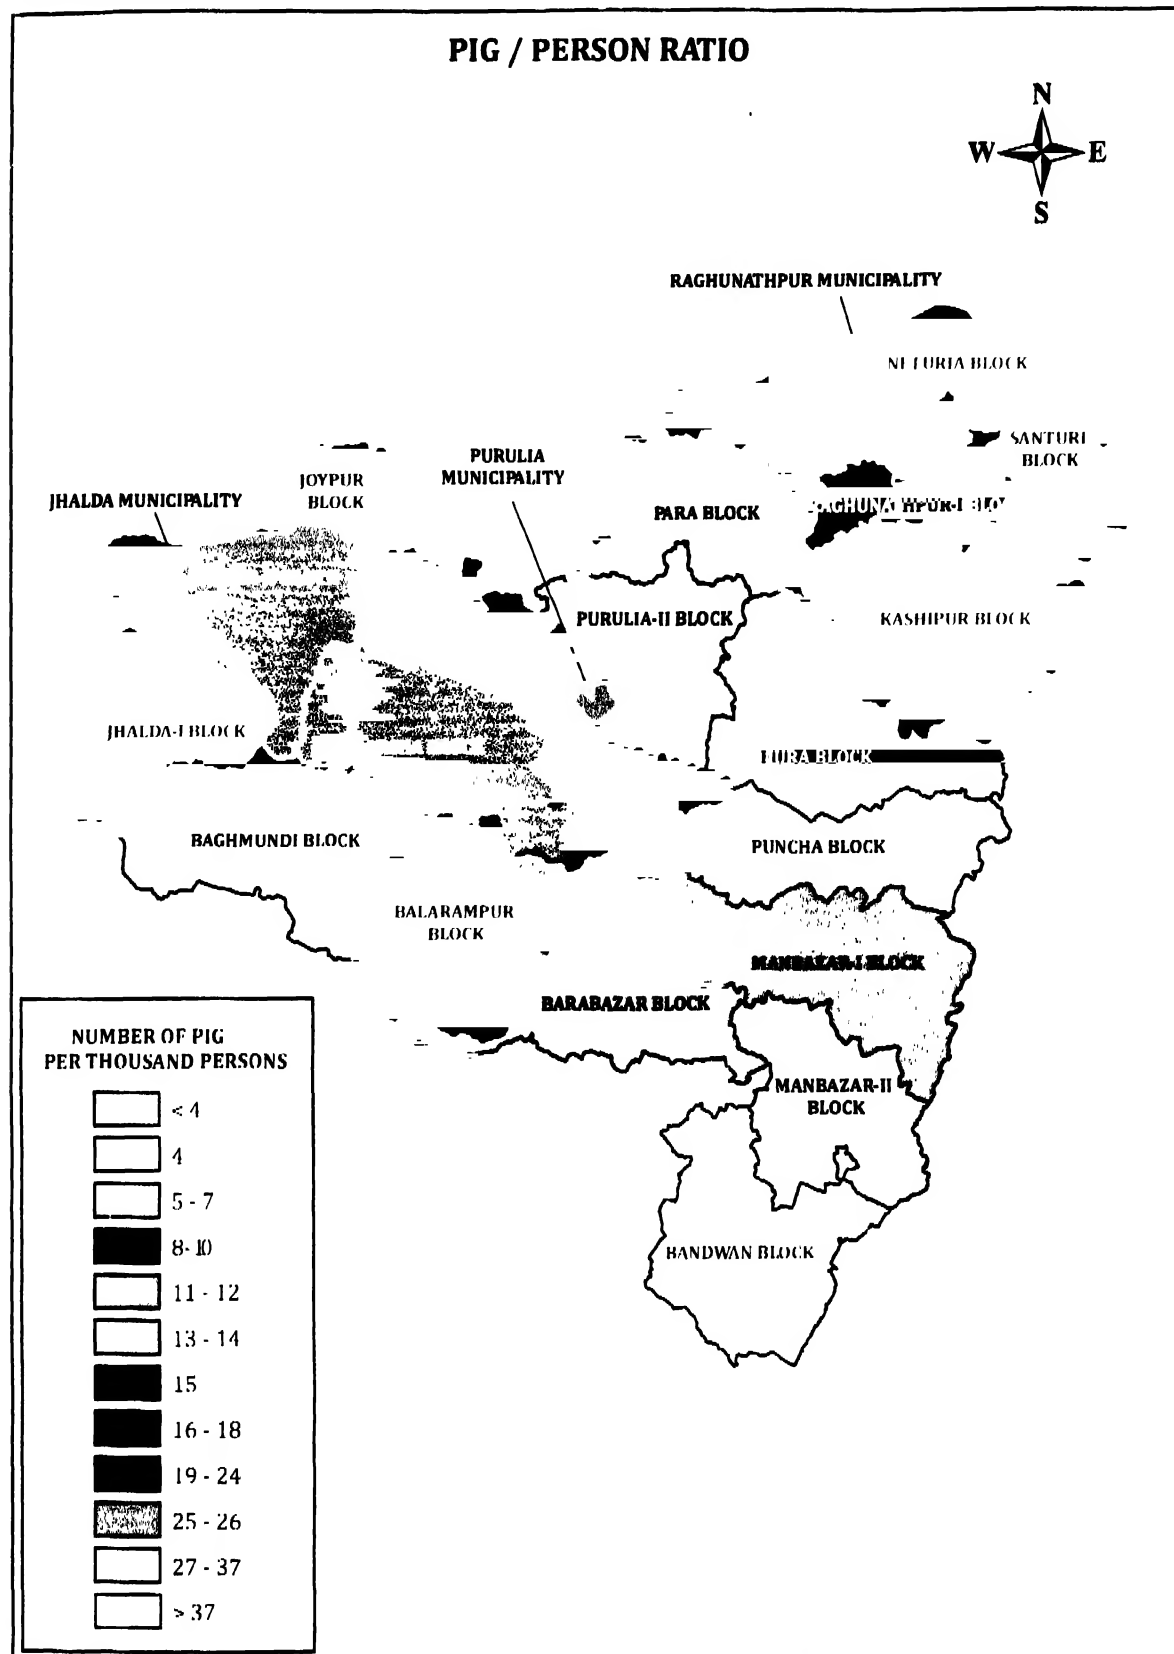 PIG / PERSON RATIO
N
W
E
S
RAGHUNATHPUR MUNICIPALITY
BLOCK
SANTURI
BLOCK
PURULIA
MUNICIPALITY
JOYPUR
BLOCK
JHALDA MUNICIPALITY
PARA BLOCK
PURULIA-II BLOCK
KASHIPUR BLOCK
JHALDA-I BLOCK
HURA BLOCK
BAGHMUNDI BLOCK
PUNCHA BLOCK
BALARAMPUR
BLOCK
MANBAZAR-I BLOCK
BARABAZAR BLOCK
MANBAZAR-II
BLOCK
BANDWAN BLOCK
NUMBER OF PIG
PER THOUSAND PERSONS
< 4
4
5 - 7
8 - 10
11 - 12
13 - 14
15
16 - 18
19 - 24
25 - 26
27 - 37
> 37